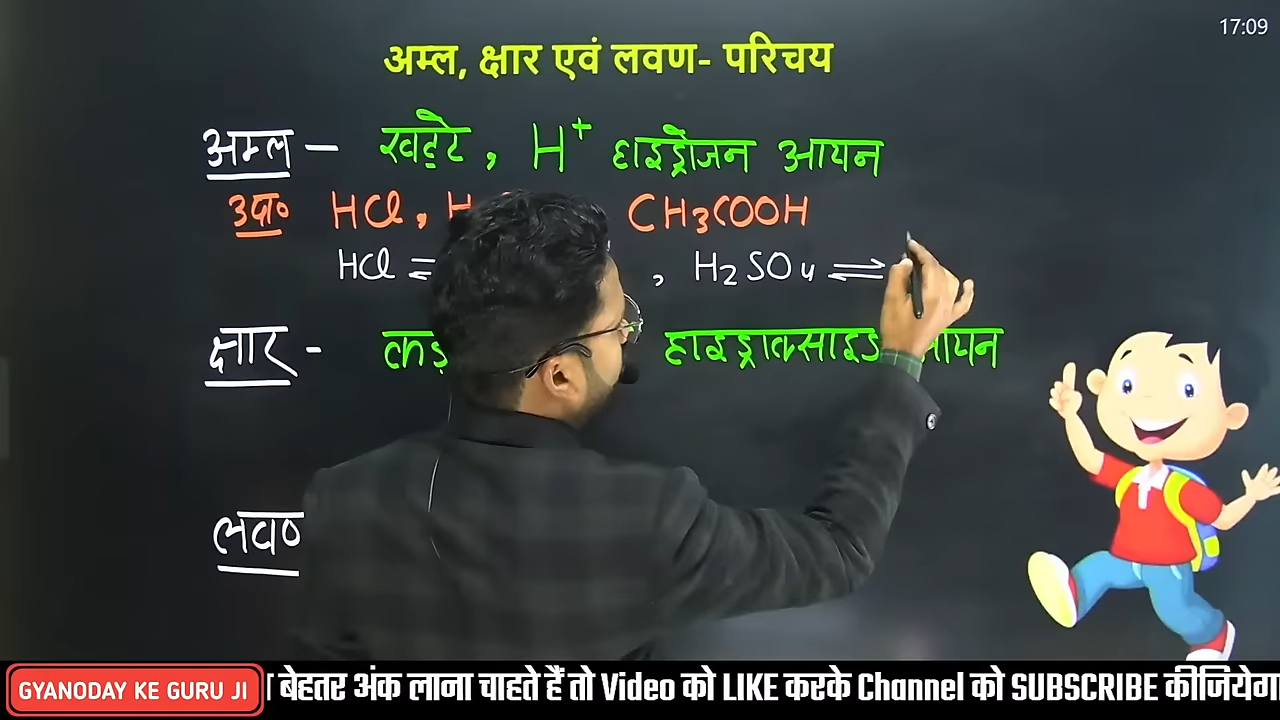 17:09
अम्ल, क्षार एवं लवण- परिचय
अम्ल – खट्टे, H⁺ हाइड्रोजन आयन
उदा० HCl, H CH₃COOH
HCl ⇌ , H₂SO₄ ⇌
क्षार - हाइड्राक्साइड आयन
लवण
GYANODAY KE GURU JI बेहतर अंक लाना चाहते हैं तो Video को LIKE करके Channel को SUBSCRIBE कीजियेगा